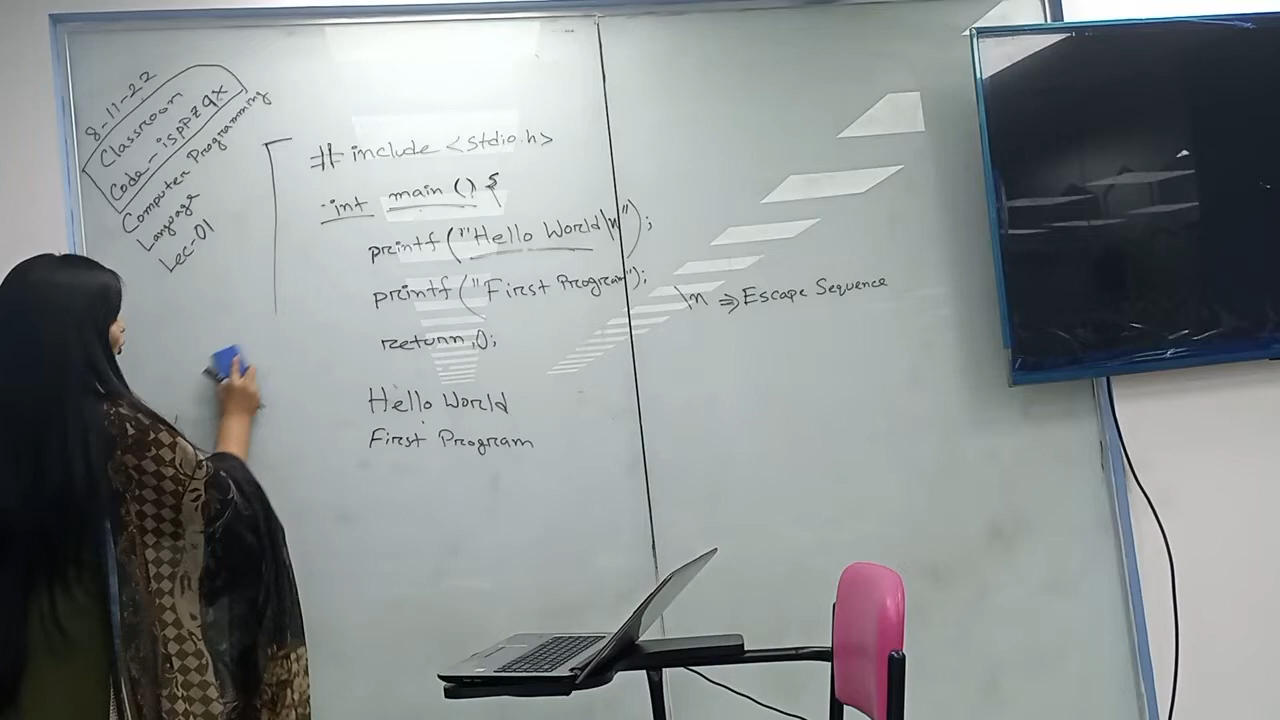 8-11-22
Classroom
Code- isppzqx
Computer Programming
Language
Lec-01
# include <stdio.h>
int main () {
printf ("Hello World\n");
printf ("First Program");
return 0;
Hello World
First Program
\n ⇒ Escape Sequence